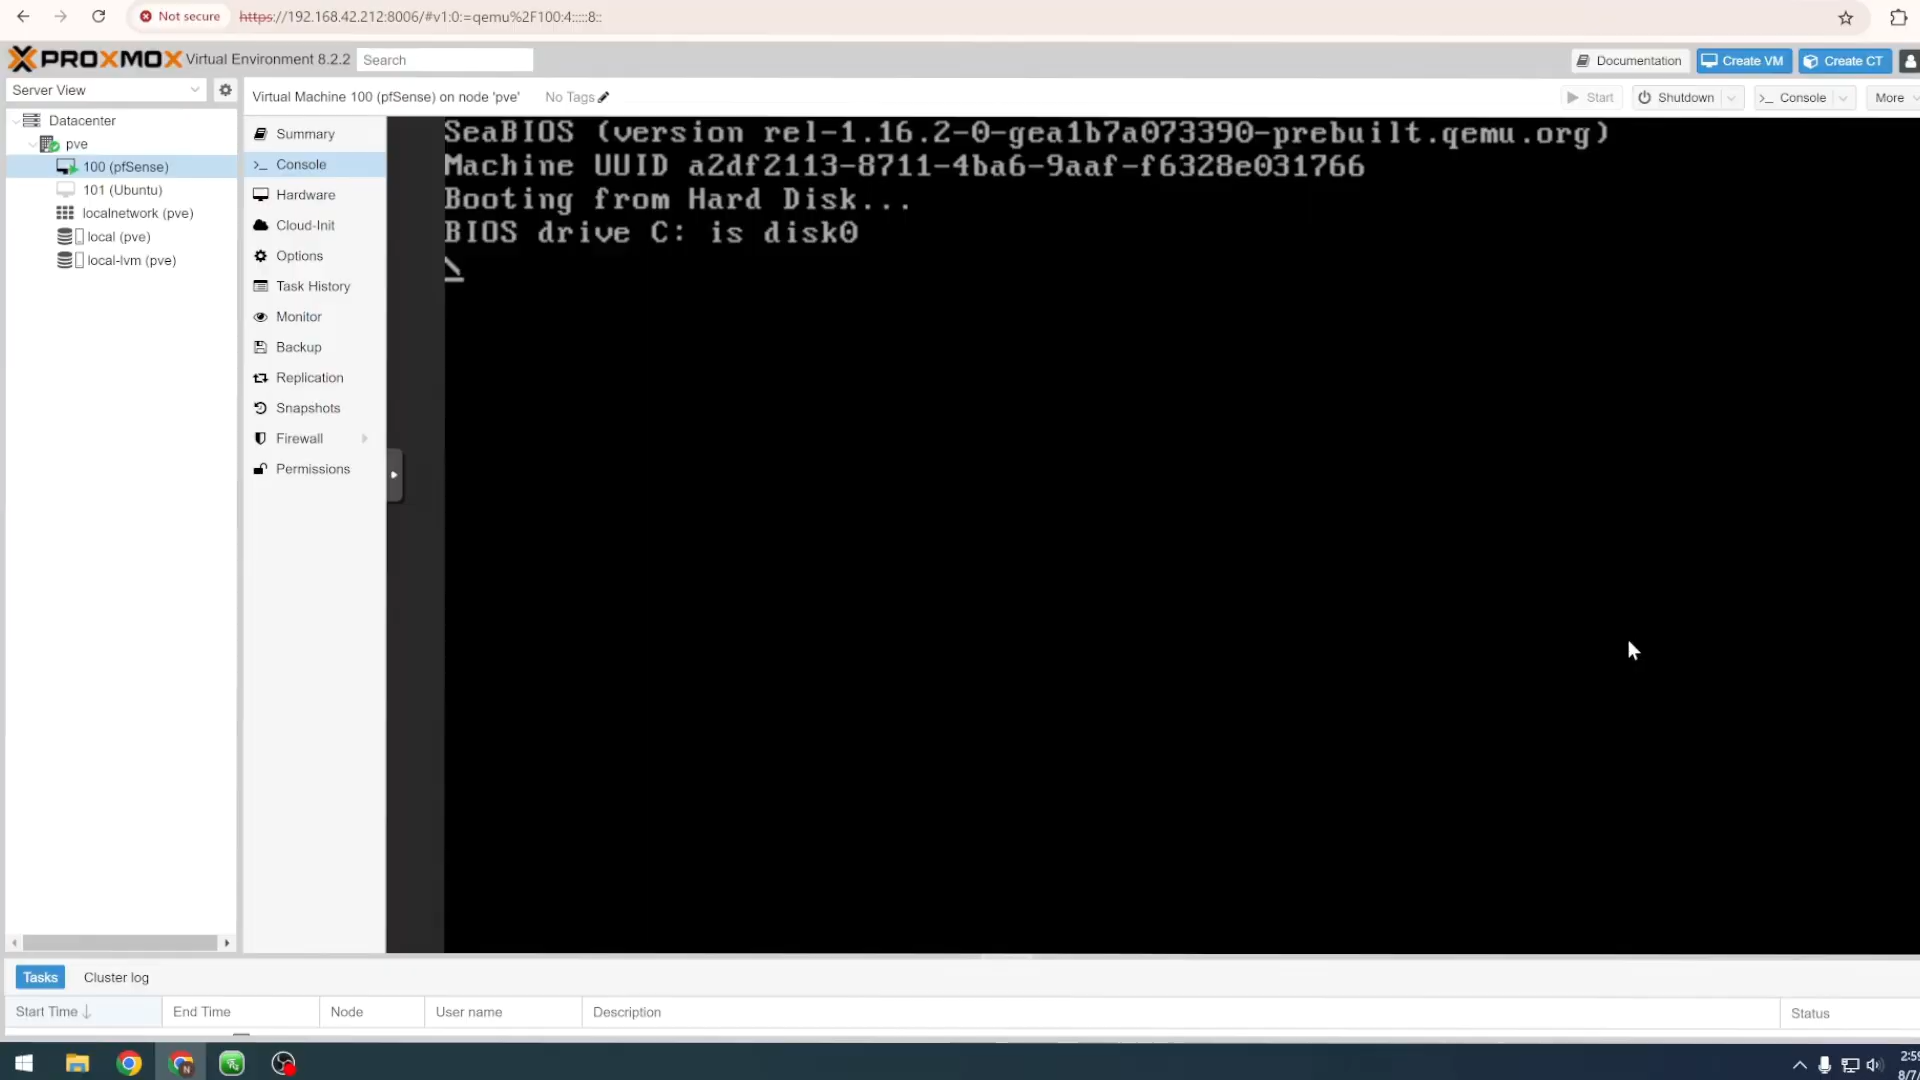 Not secure https://192.168.42.212:8006/#v1:0:=qemu%2F100:4:::::8::
PROXMOX Virtual Environment 8.2.2 Search Documentation Create VM Create CT
Server View
Virtual Machine 100 (pfSense) on node 'pve' No Tags Start Shutdown >_ Console More
Datacenter
pve
100 (pfSense)
101 (Ubuntu)
localnetwork (pve)
local (pve)
local-lvm (pve)
Summary
>_ Console
Hardware
Cloud-Init
Options
Task History
Monitor
Backup
Replication
Snapshots
Firewall
Permissions
SeaBIOS (version rel-1.16.2-0-gea1b7a073390-prebuilt.qemu.org)
Machine UUID a2df2113-8711-4ba6-9aaf-f6328e031766
Booting from Hard Disk...
BIOS drive C: is disk0
\
Tasks Cluster log
Start Time End Time Node User name Description Status
N